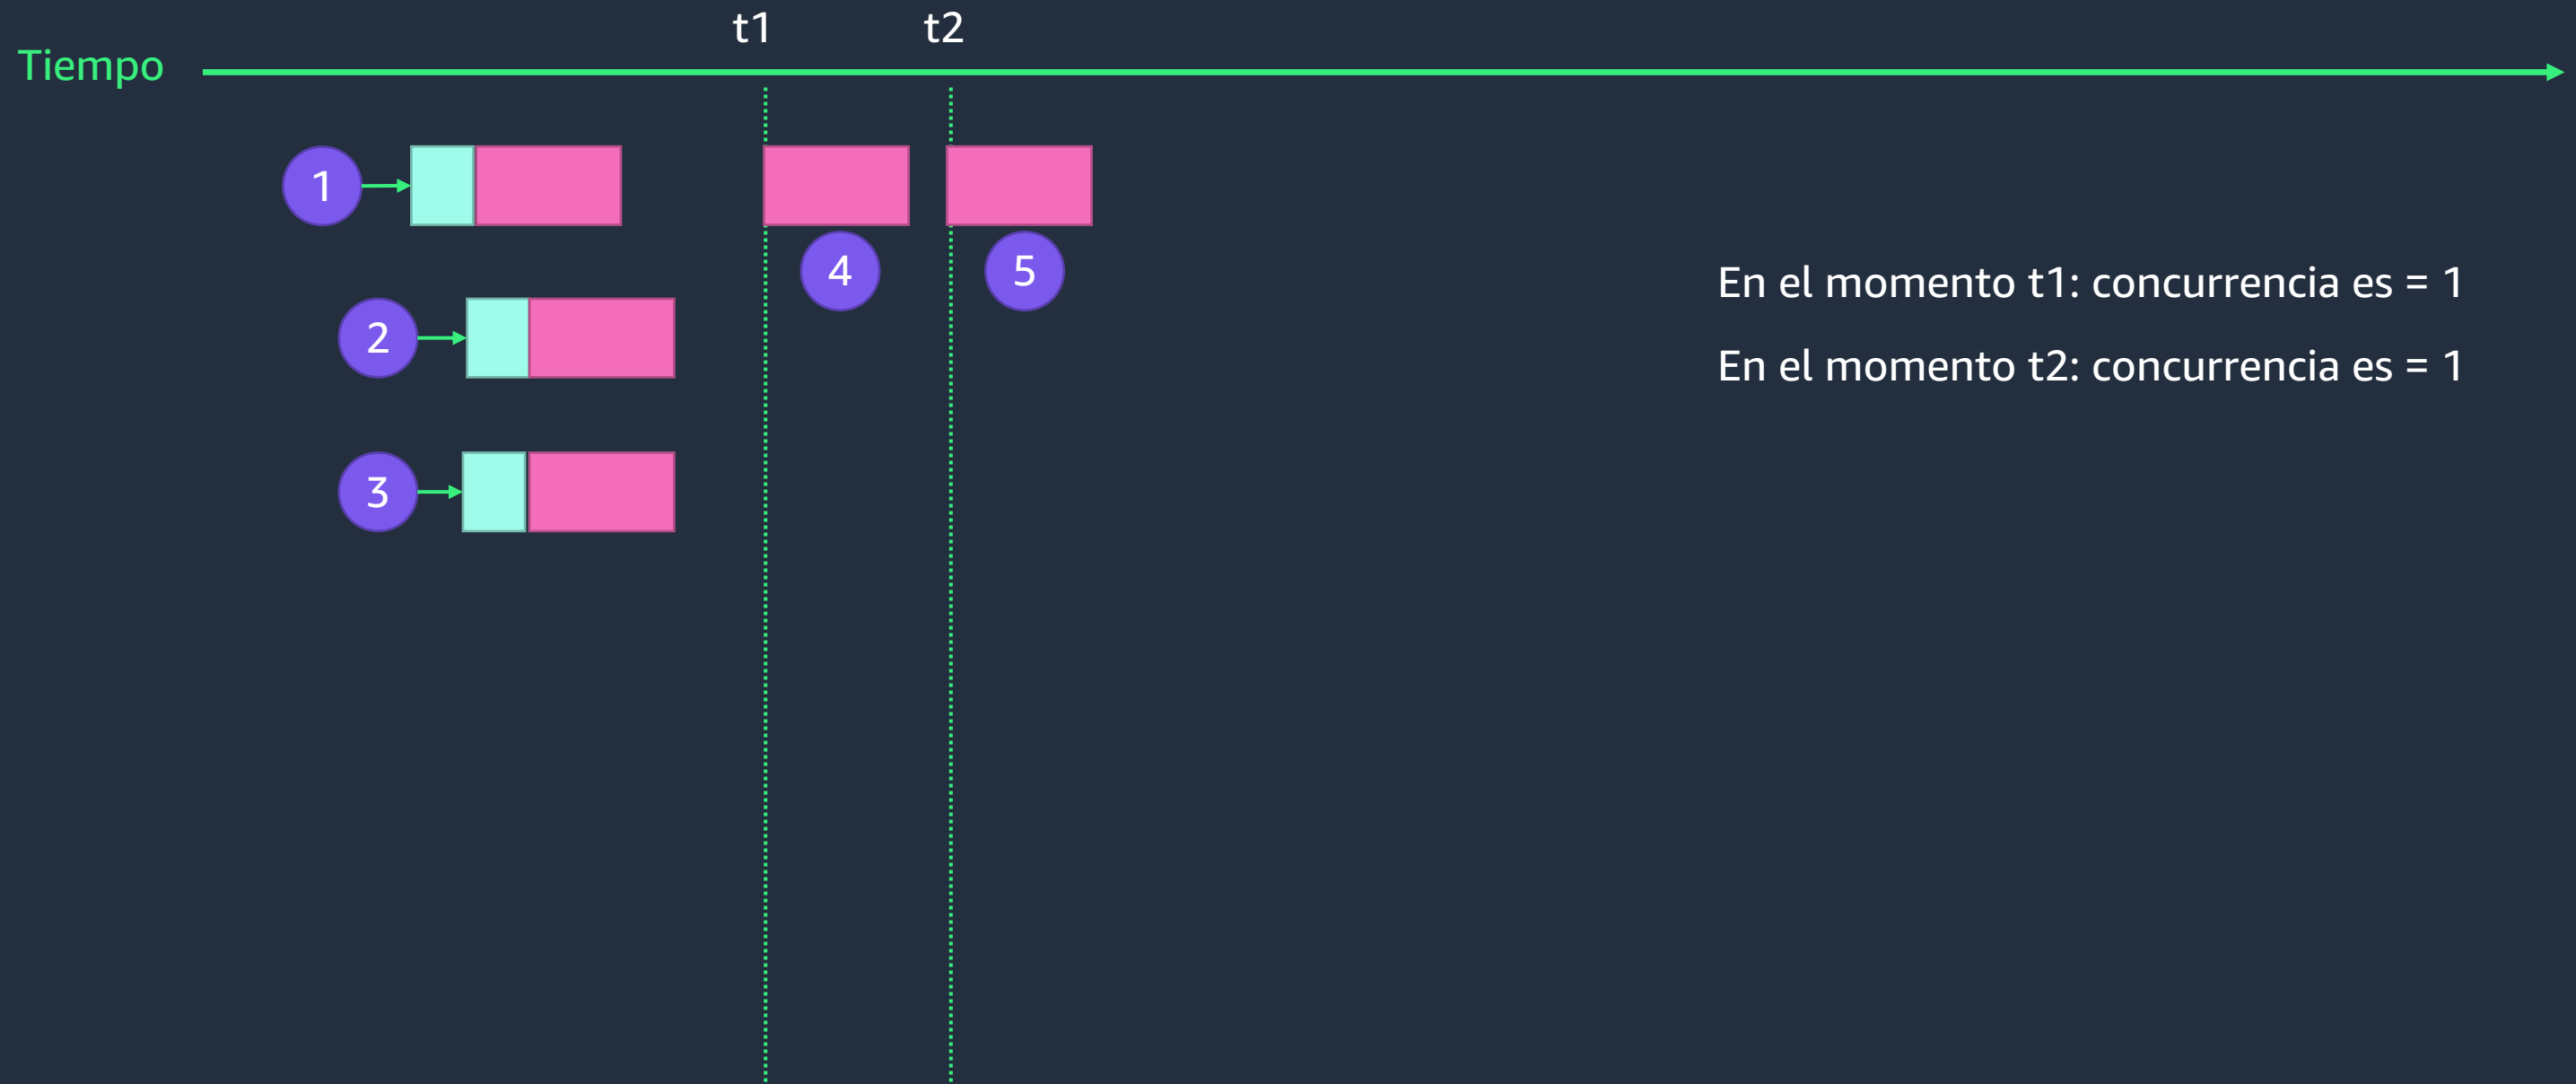 t1
t2
Tiempo
1
4
5
2
3
En el momento t1: concurrencia es = 1
En el momento t2: concurrencia es = 1